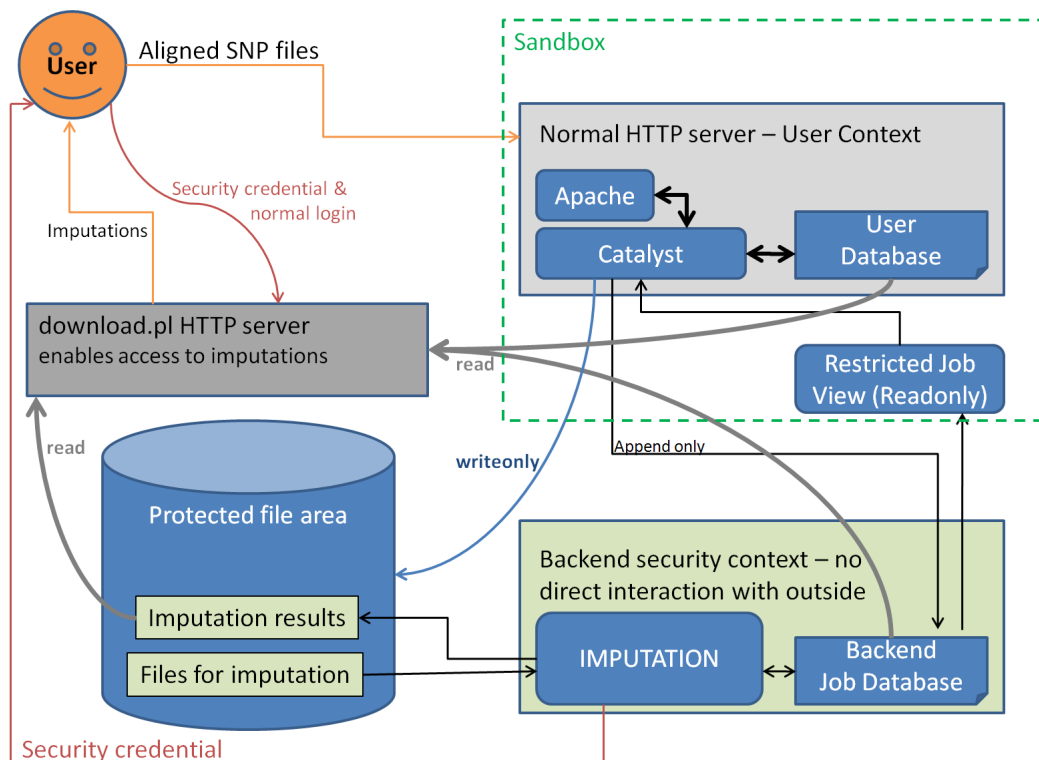 User
Aligned SNP files
Sandbox
Normal HTTP server – User Context
Apache
Catalyst
User
Database
Security credential &
normal login
Imputations
download.pl HTTP server
enables access to imputations
read
Restricted Job
View (Readonly)
read
writeonly
Append only
Protected file area
Backend security context – no
direct interaction with outside
Imputation results
Files for imputation
IMPUTATION
Backend
Job Database
Security credential